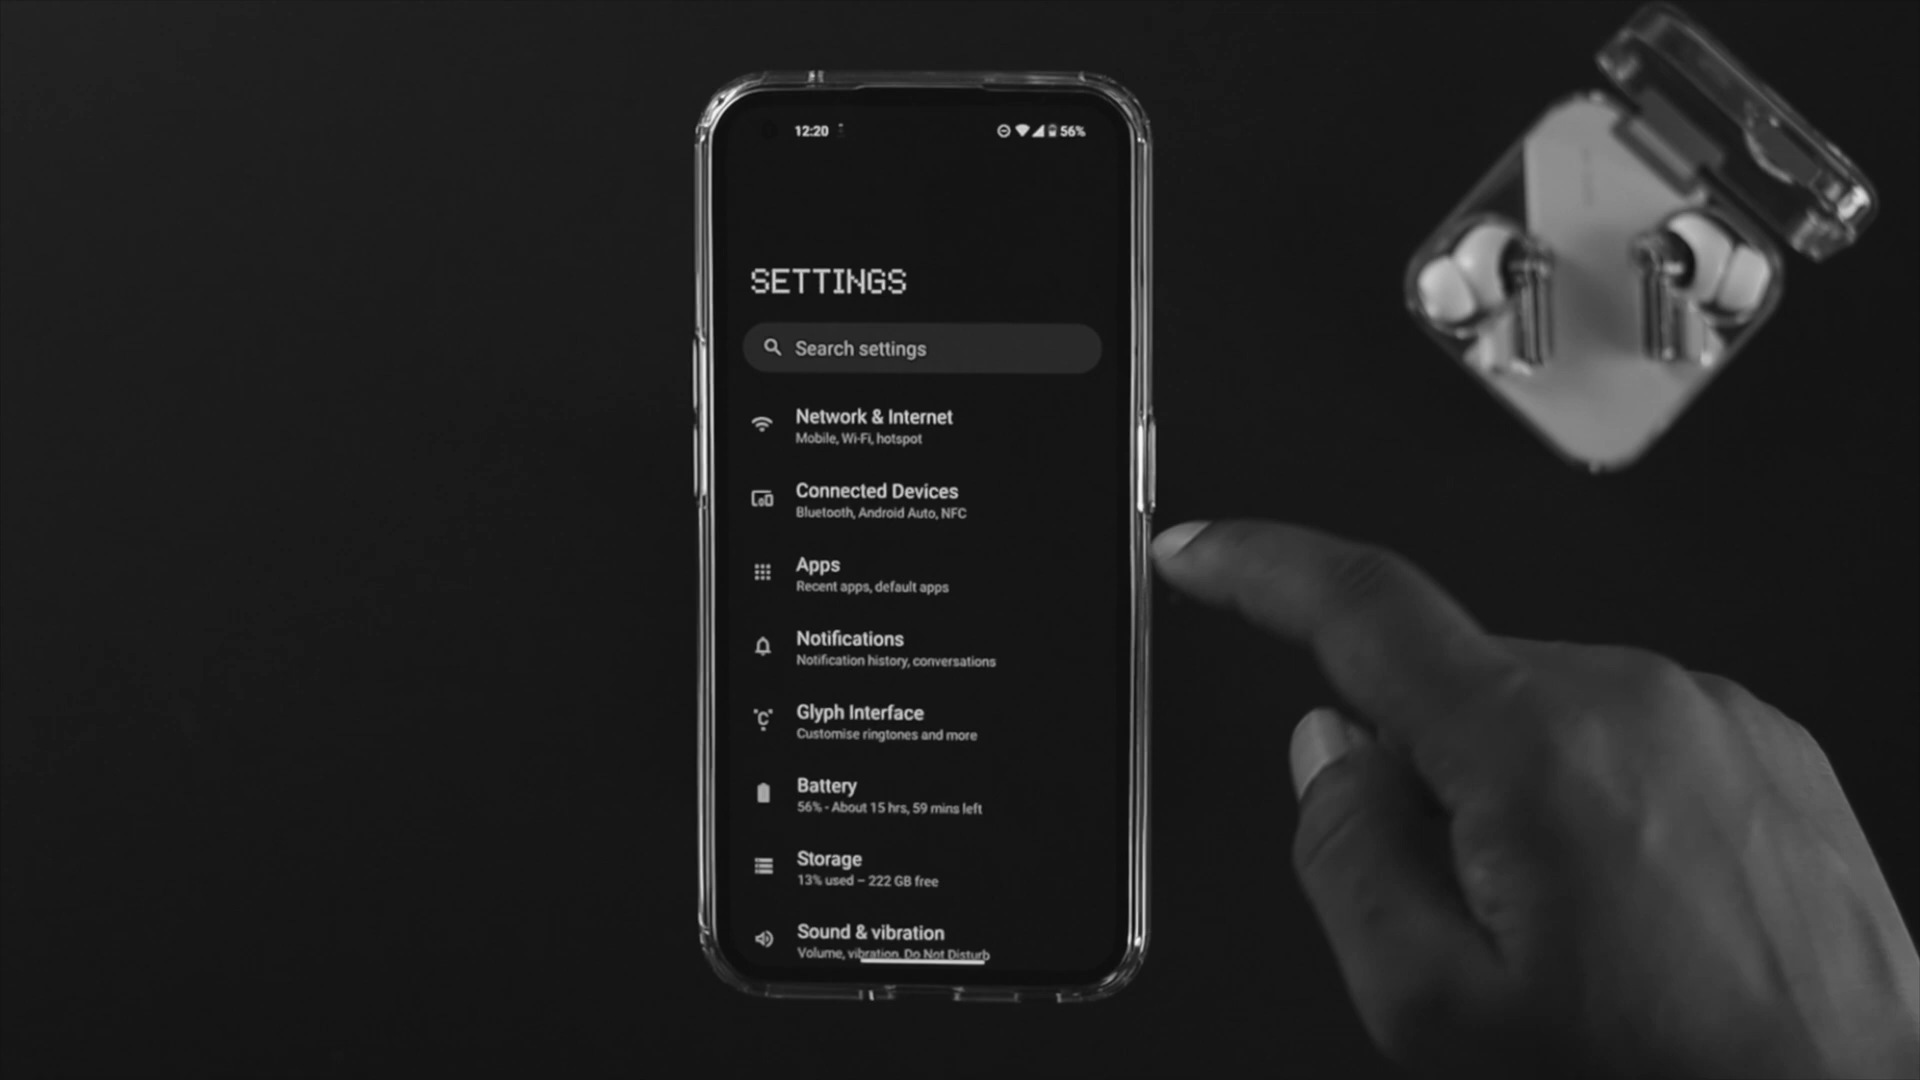 12:20
56%
SETTINGS
Search settings
Network & Internet
Mobile, Wi-Fi, hotspot
Connected Devices
Bluetooth, Android Auto, NFC
Apps
Recent apps, default apps
Notifications
Notification history, conversations
Glyph Interface
Customise ringtones and more
Battery
56% - About 15 hrs, 59 mins left
Storage
13% used – 222 GB free
Sound & vibration
Volume, vibration, Do Not Disturb